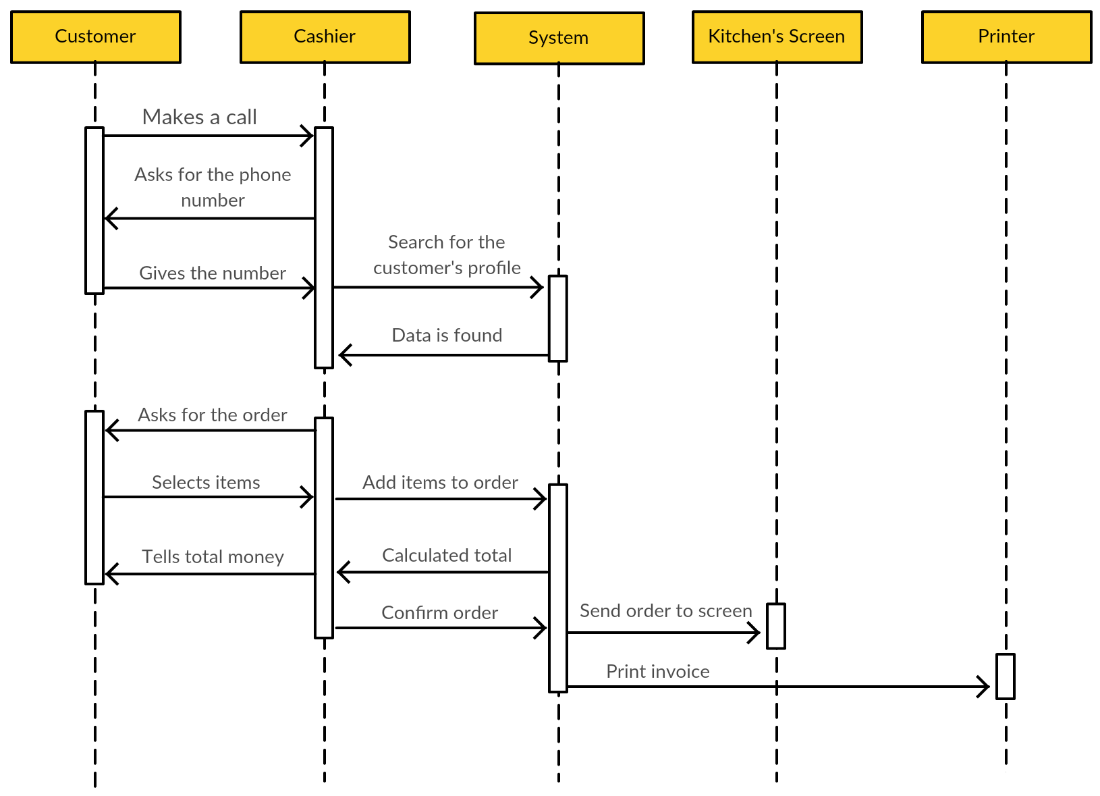 Customer
Cashier
System
Kitchen's Screen
Printer
Makes a call
Asks for the phone
number
Search for the
customer's profile
Gives the number
Data is found
Asks for the order
Selects items
Add items to order
Tells total money
Calculated total
Confirm order
Send order to screen
Print invoice